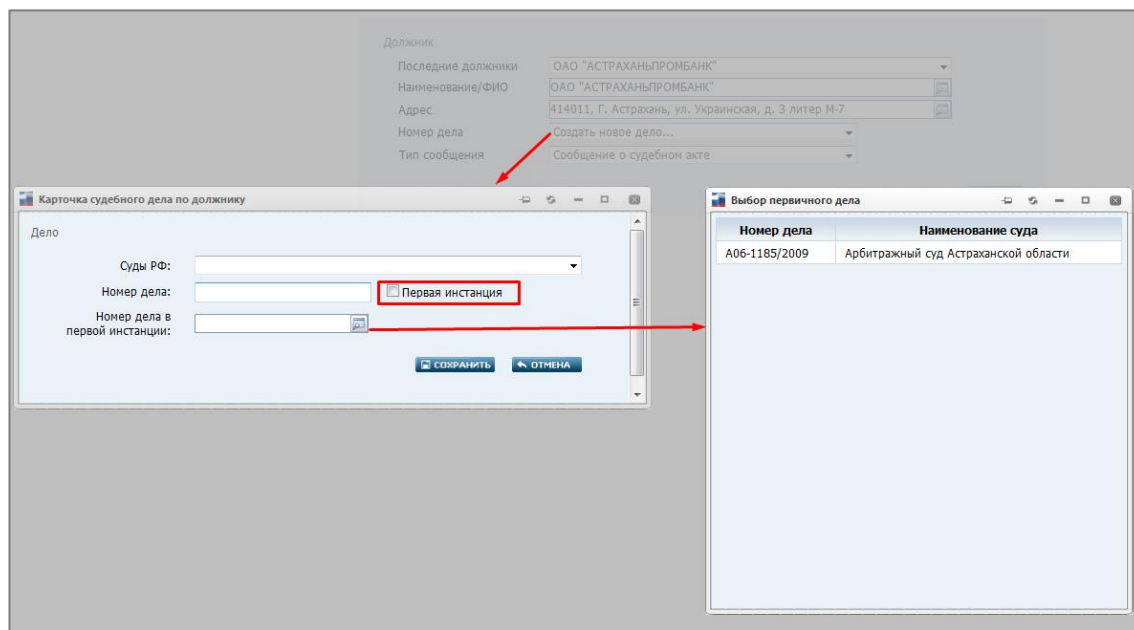 Должник
Последние должники ОАО "АСТРАХАНЬПРОМБАНК"
Наименование/ФИО ОАО "АСТРАХАНЬПРОМБАНК"
Адрес 414011, Г. Астрахань, ул. Украинская, д. 3 литер М-7
Номер дела Создать новое дело...
Тип сообщения Сообщение о судебном акте
Карточка судебного дела по должнику
Дело
Суды РФ:
Номер дела: Первая инстанция
Номер дела в
первой инстанции:
СОХРАНИТЬ ОТМЕНА
Выбор первичного дела
Номер дела Наименование суда
А06-1185/2009 Арбитражный суд Астраханской области